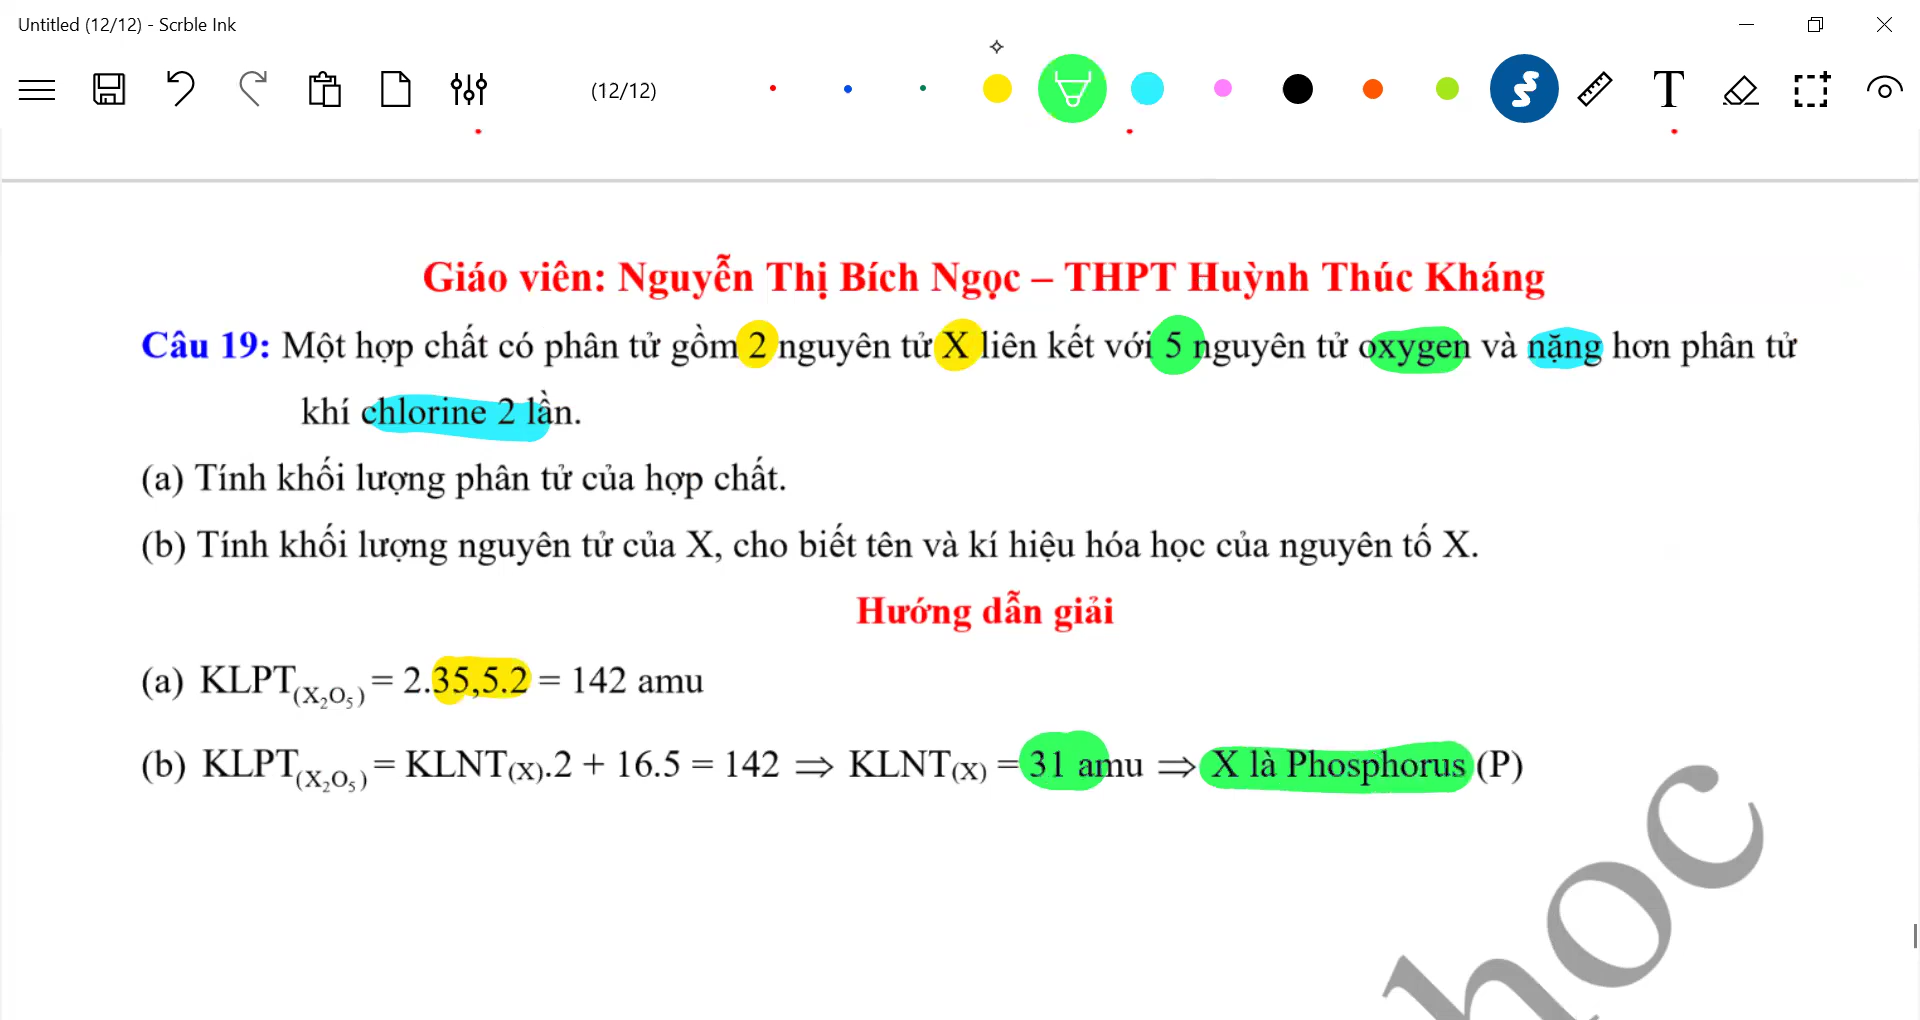 Untitled (12/12) - Scrble Ink
(12/12)
T
Giáo viên: Nguyễn Thị Bích Ngọc – THPT Huỳnh Thúc Kháng
Câu 19: Một hợp chất có phân tử gồm 2 nguyên tử X liên kết với 5 nguyên tử oxygen và nặng hơn phân tử
khí chlorine 2 lần.
(a) Tính khối lượng phân tử của hợp chất.
(b) Tính khối lượng nguyên tử của X, cho biết tên và kí hiệu hóa học của nguyên tố X.
Hướng dẫn giải
(a) KLPT₍X₂O₅₎ = 2.35,5.2 = 142 amu
(b) KLPT₍X₂O₅₎ = KLNT(X).2 + 16.5 = 142 ⇒ KLNT(X) = 31 amu ⇒ X là Phosphorus (P)
hoc